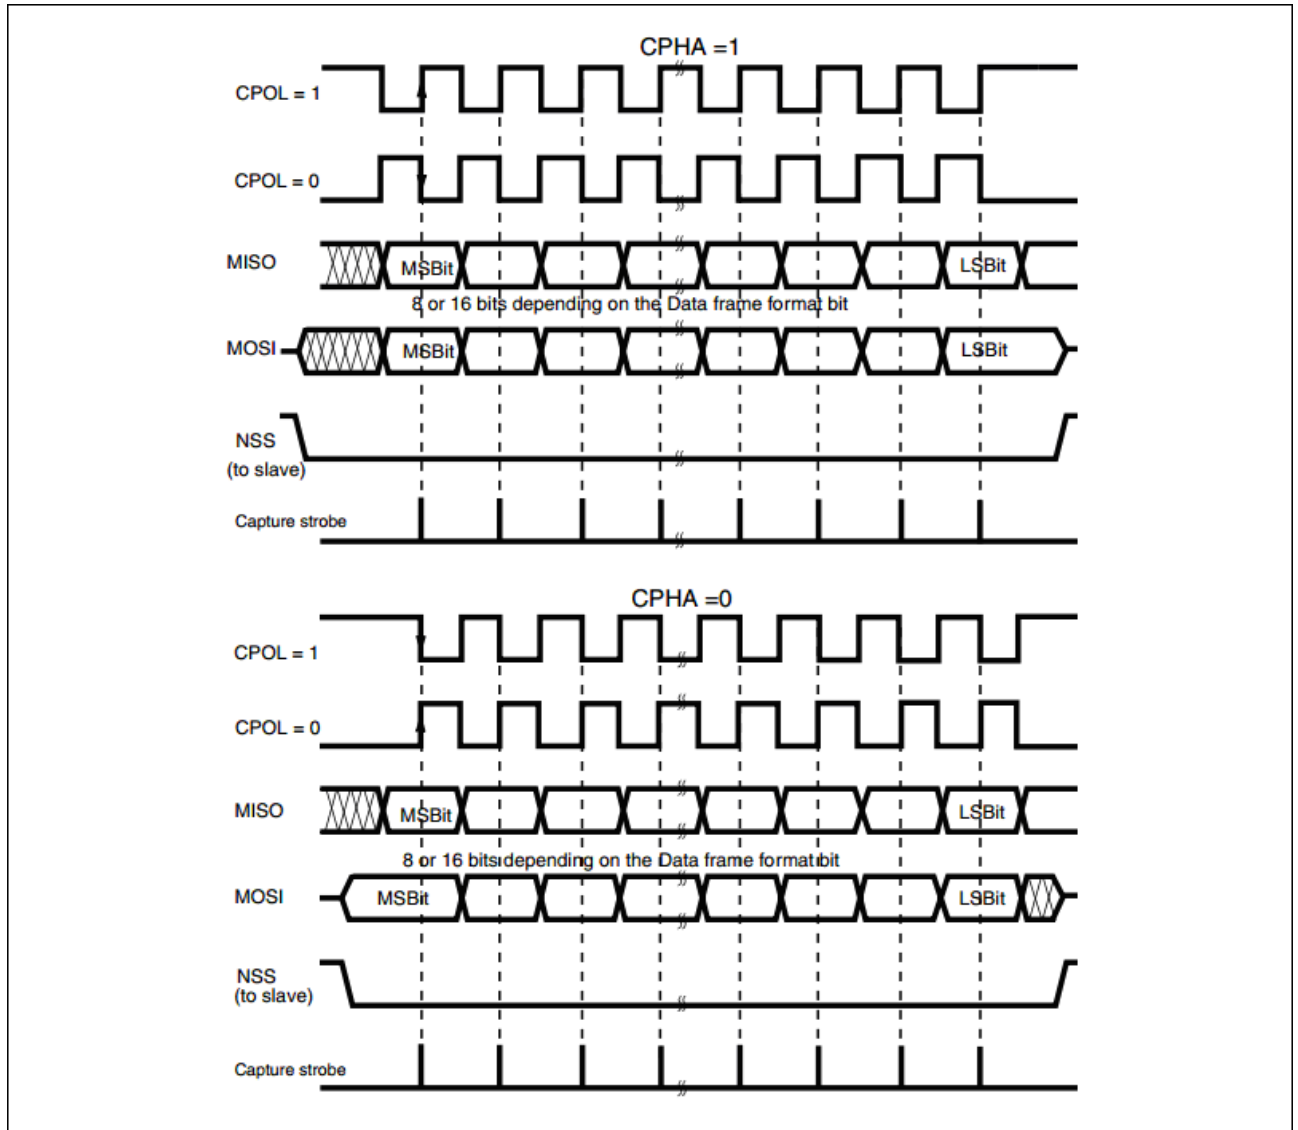 CPHA =1
CPOL = 1
CPOL = 0
MISO
MSBit
LSBit
8 or 16 bits depending on the Data frame format bit
MOSI
MSBit
LSBit
NSS
(to slave)
Capture strobe
CPHA =0
CPOL = 1
CPOL = 0
MISO
MSBit
LSBit
8 or 16 bits depending on the Data frame format bit
MOSI
MSBit
LSBit
NSS
(to slave)
Capture strobe